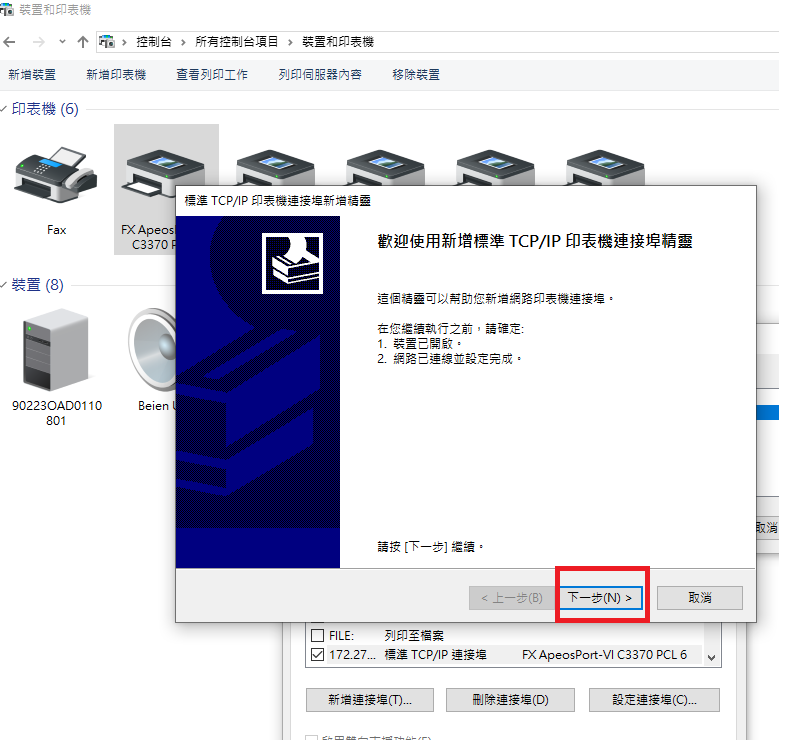 裝置和印表機
控制台 > 所有控制台項目 > 裝置和印表機
新增裝置 新增印表機 查看列印工作 列印伺服器內容 移除裝置
印表機 (6)
Fax
FX Apeos
C3370 P
標準 TCP/IP 印表機連接埠新增精靈
歡迎使用新增標準 TCP/IP 印表機連接埠精靈
這個精靈可以幫助您新增網路印表機連接埠。
在您繼續執行之前，請確定:
1. 裝置已開啟。
2. 網路已連線並設定完成。
請按 [下一步] 繼續。
< 上一步(B) 下一步(N) > 取消
裝置 (8)
90223OAD0110
801
Beien
取消
FILE: 列印至檔案
172.27... 標準 TCP/IP 連接埠 FX ApeosPort-VI C3370 PCL 6
新增連接埠(T)... 刪除連接埠(D) 設定連接埠(C)...